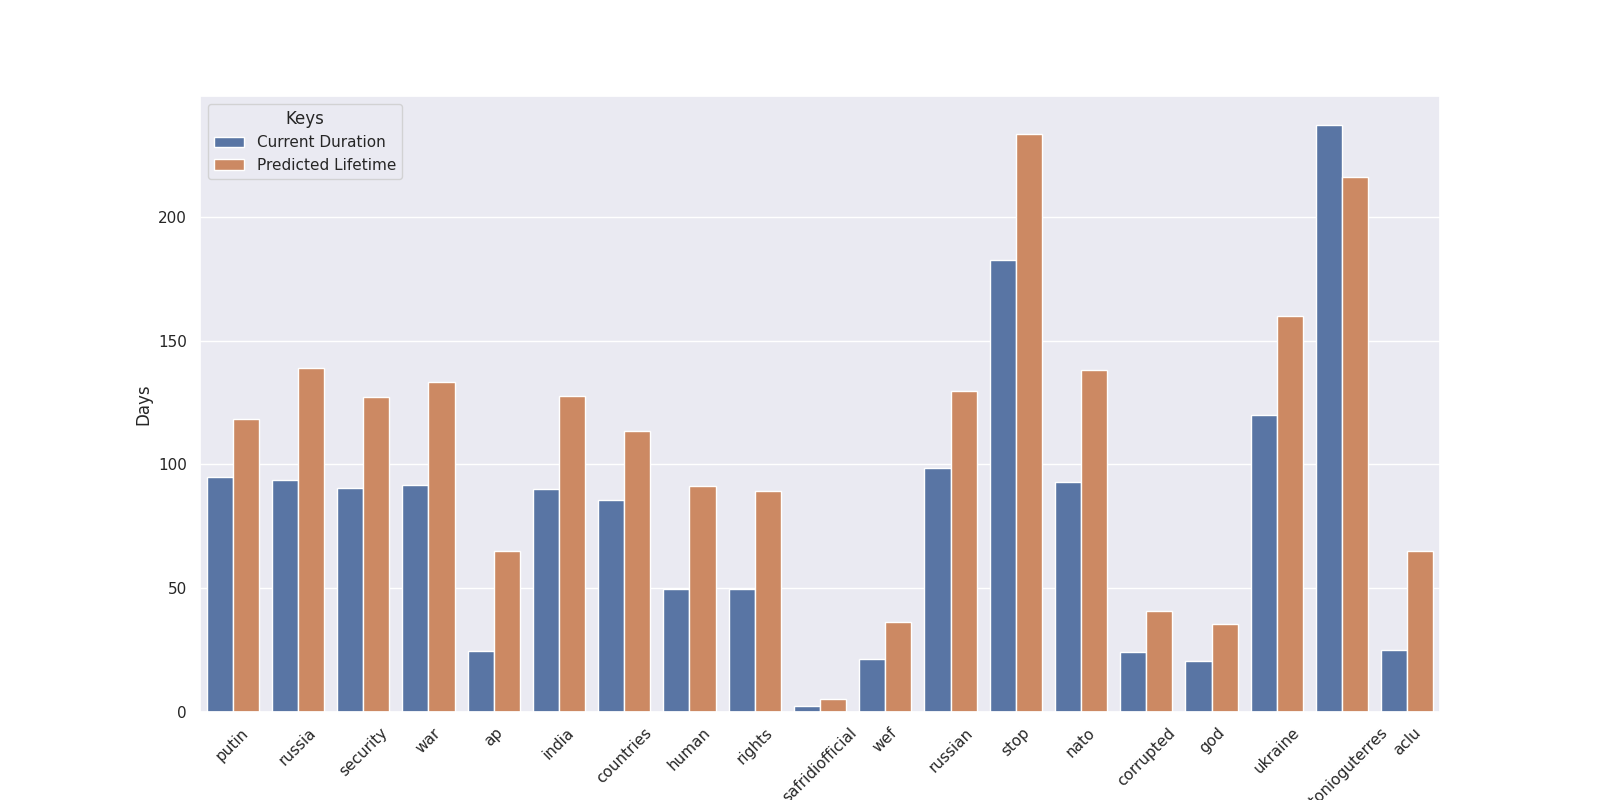 Keys
Current Duration
Predicted Lifetime
Days
200
150
100
50
0
putin
russia
security
war
ap
india
countries
human
rights
safridiofficial
wef
russian
stop
nato
corrupted
god
ukraine
tonioguterres
aclu